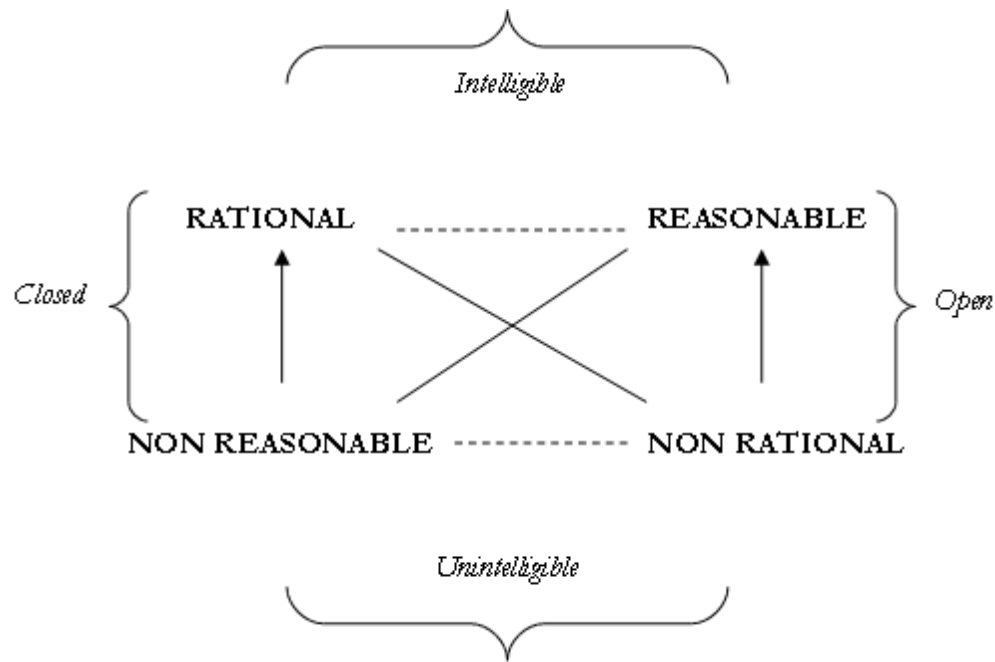 Intelligible
RATIONAL
REASONABLE
Closed
Open
NON REASONABLE
NON RATIONAL
Unintelligible